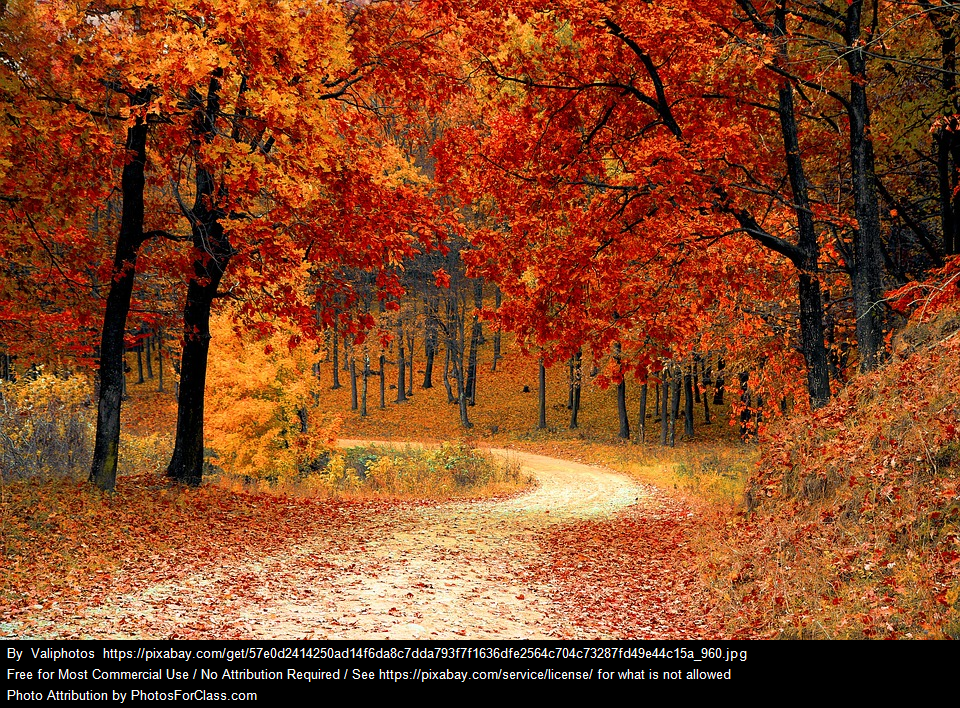 By Valiphotos https://pixabay.com/get/57e0d2414250ad14f6da8c7dda793f7f1636dfe2564c704c73287fd49e44c15a_960.jpg
Free for Most Commercial Use / No Attribution Required / See https://pixabay.com/service/license/ for what is not allowed
Photo Attribution by PhotosForClass.com